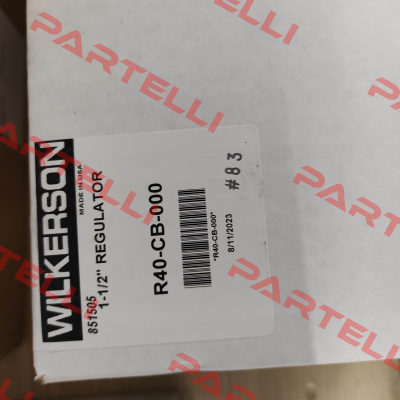 WILKERSON
MADE IN USA
851505
1-1/2" REGULATOR
R40-CB-000
*R40-CB-000*
8/11/2023
#83
PARTELLI
PARTELLI
PARTELLI
PARTELLI
PARTELLI